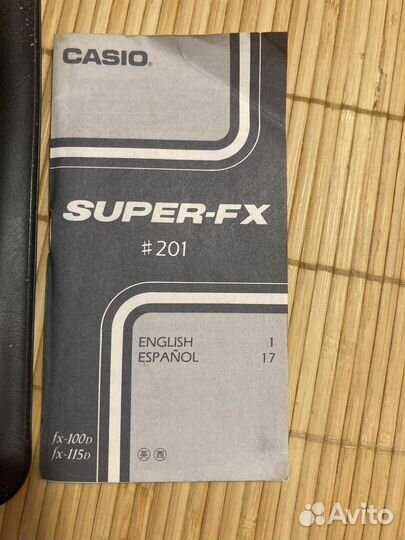 CASIO®
SUPER-FX
♯201
ENGLISH 1
ESPAÑOL 17
fx-100D
fx-115D
英 西
Avito